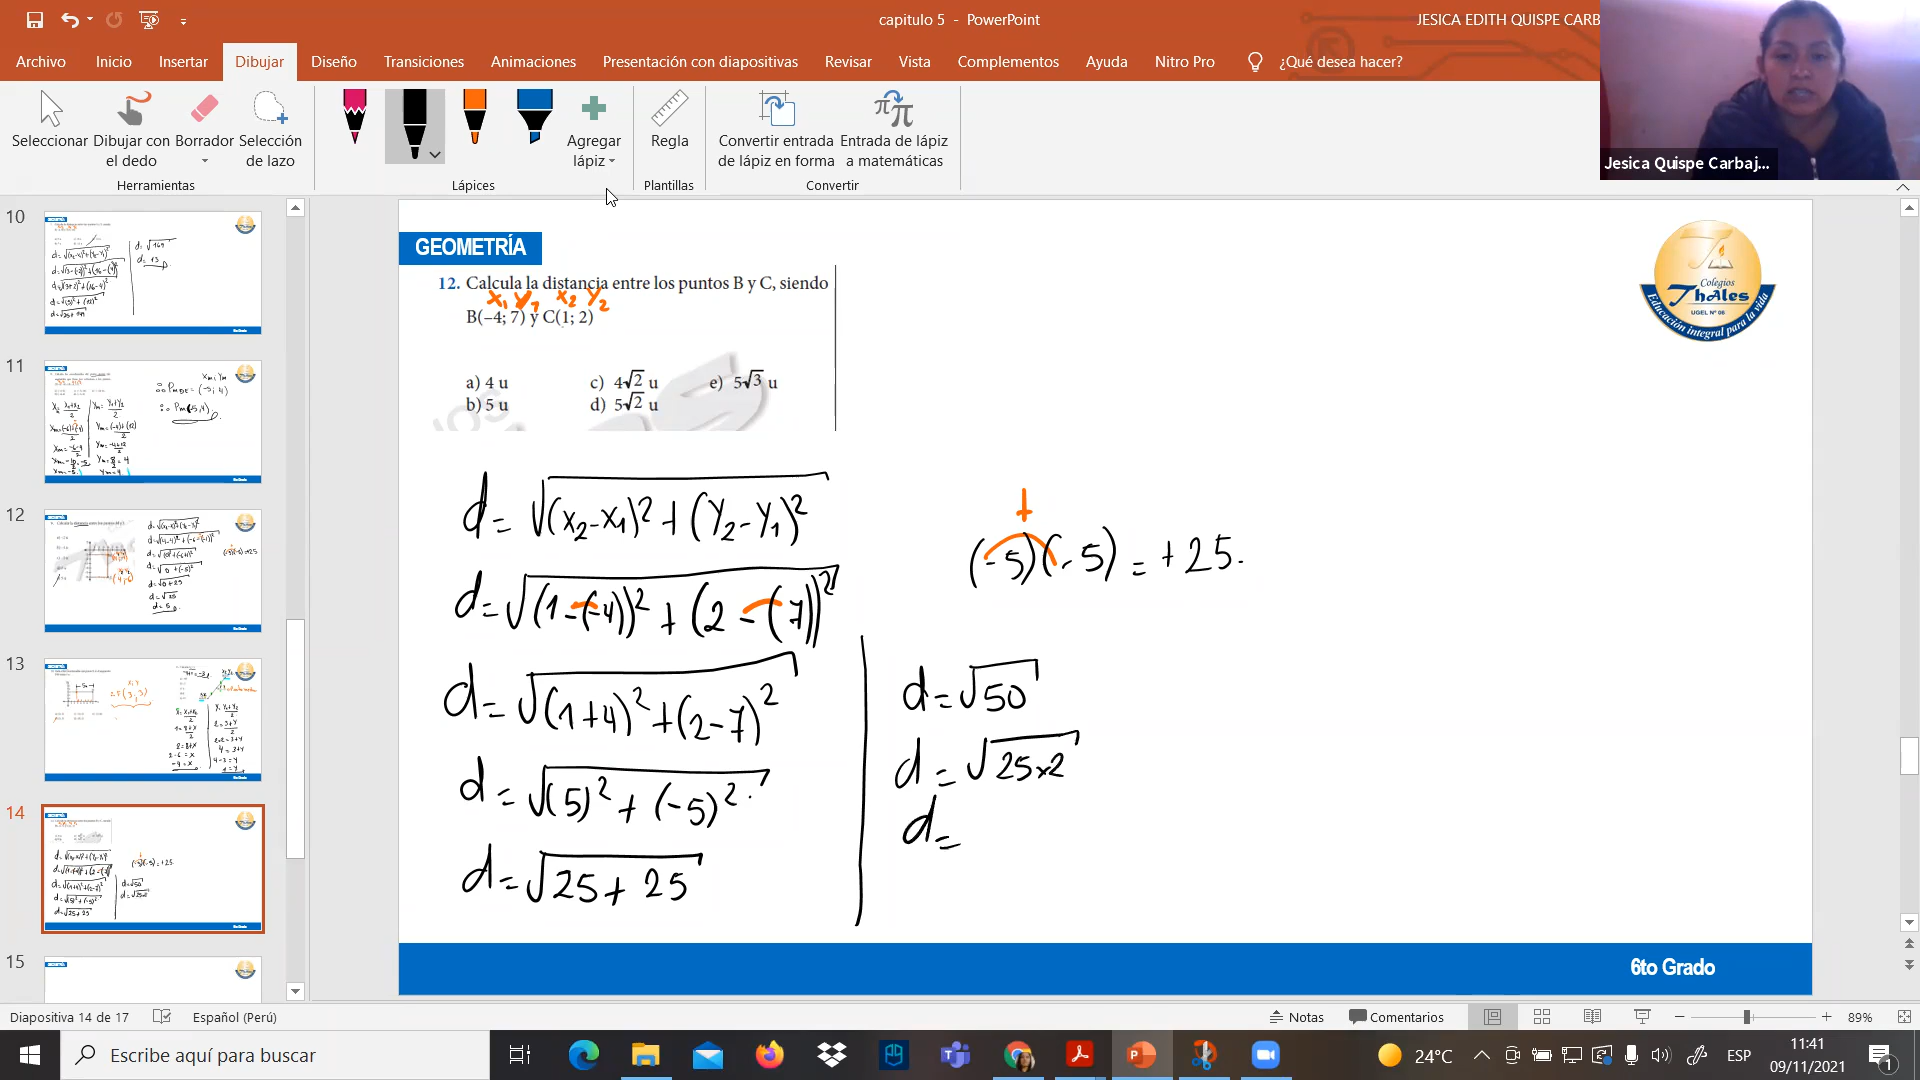 capitulo 5 - PowerPoint
JESICA EDITH QUISPE CARB
Archivo Inicio Insertar Dibujar Diseño Transiciones Animaciones Presentación con diapositivas Revisar Vista Complementos Ayuda Nitro Pro ¿Qué desea hacer?
Seleccionar
Dibujar con el dedo
Borrador
Selección de lazo
Herramientas
Lápices
Agregar lápiz
Regla
Plantillas
Convertir entrada de lápiz en forma
Entrada de lápiz a matemáticas
Convertir
Jesica Quispe Carbaj...
10
11
12
13
14
15
GEOMETRÍA
12. Calcula la distancia entre los puntos B y C, siendo
x₁ y₁ x₂ y₂
B(–4; 7) y C(1; 2)
a) 4 u c) 4√2 u e) 5√3 u
b) 5 u d) 5√2 u
Colegios
Thales
UGEL Nº 06
Educación integral para la vida
d = √(x₂-x₁)² + (y₂-y₁)²
d = √(1-(-4))² + (2-(7))²
d = √(1+4)² + (2-7)²
d = √(5)² + (-5)²
d = √25 + 25
+
(-5)(-5) = +25.
d = √50
d = √25x2
d =
6to Grado
Diapositiva 14 de 17 Español (Perú) Notas Comentarios 89%
Escribe aquí para buscar
24°C ESP
11:41
09/11/2021
1